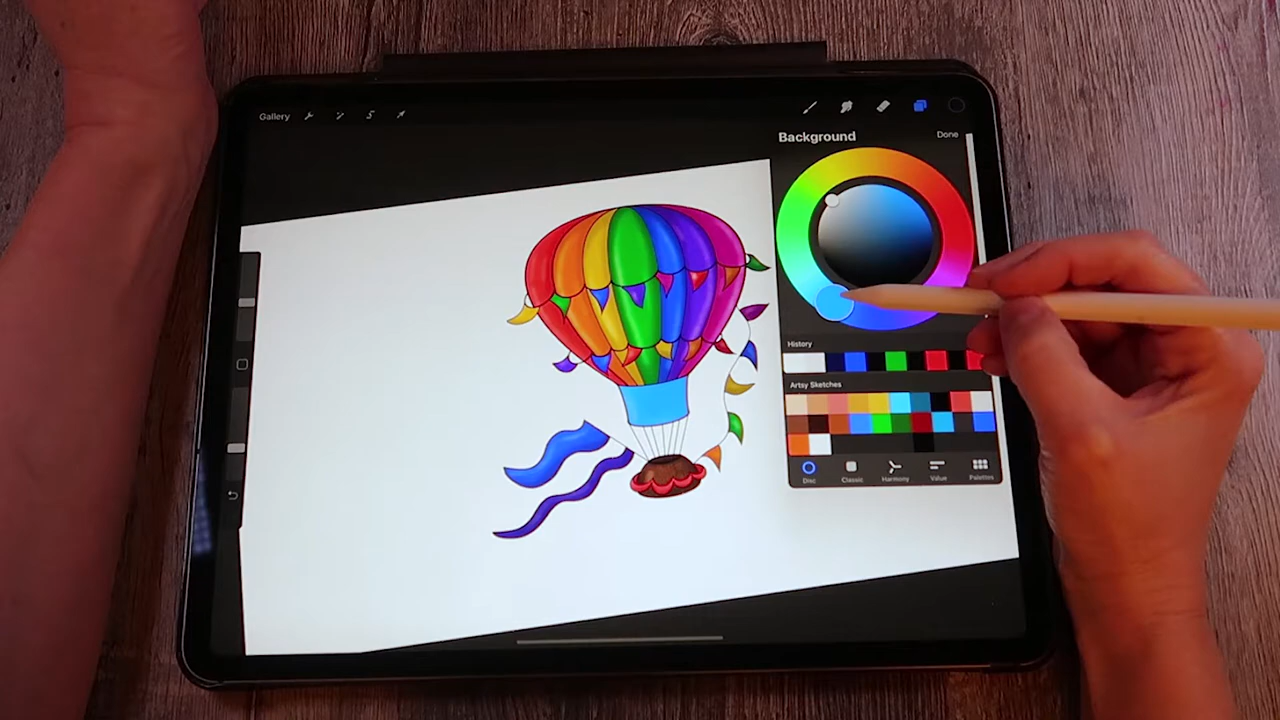 Gallery
Background Done
History
Artsy Sketches
Disc Classic Harmony Value Palettes